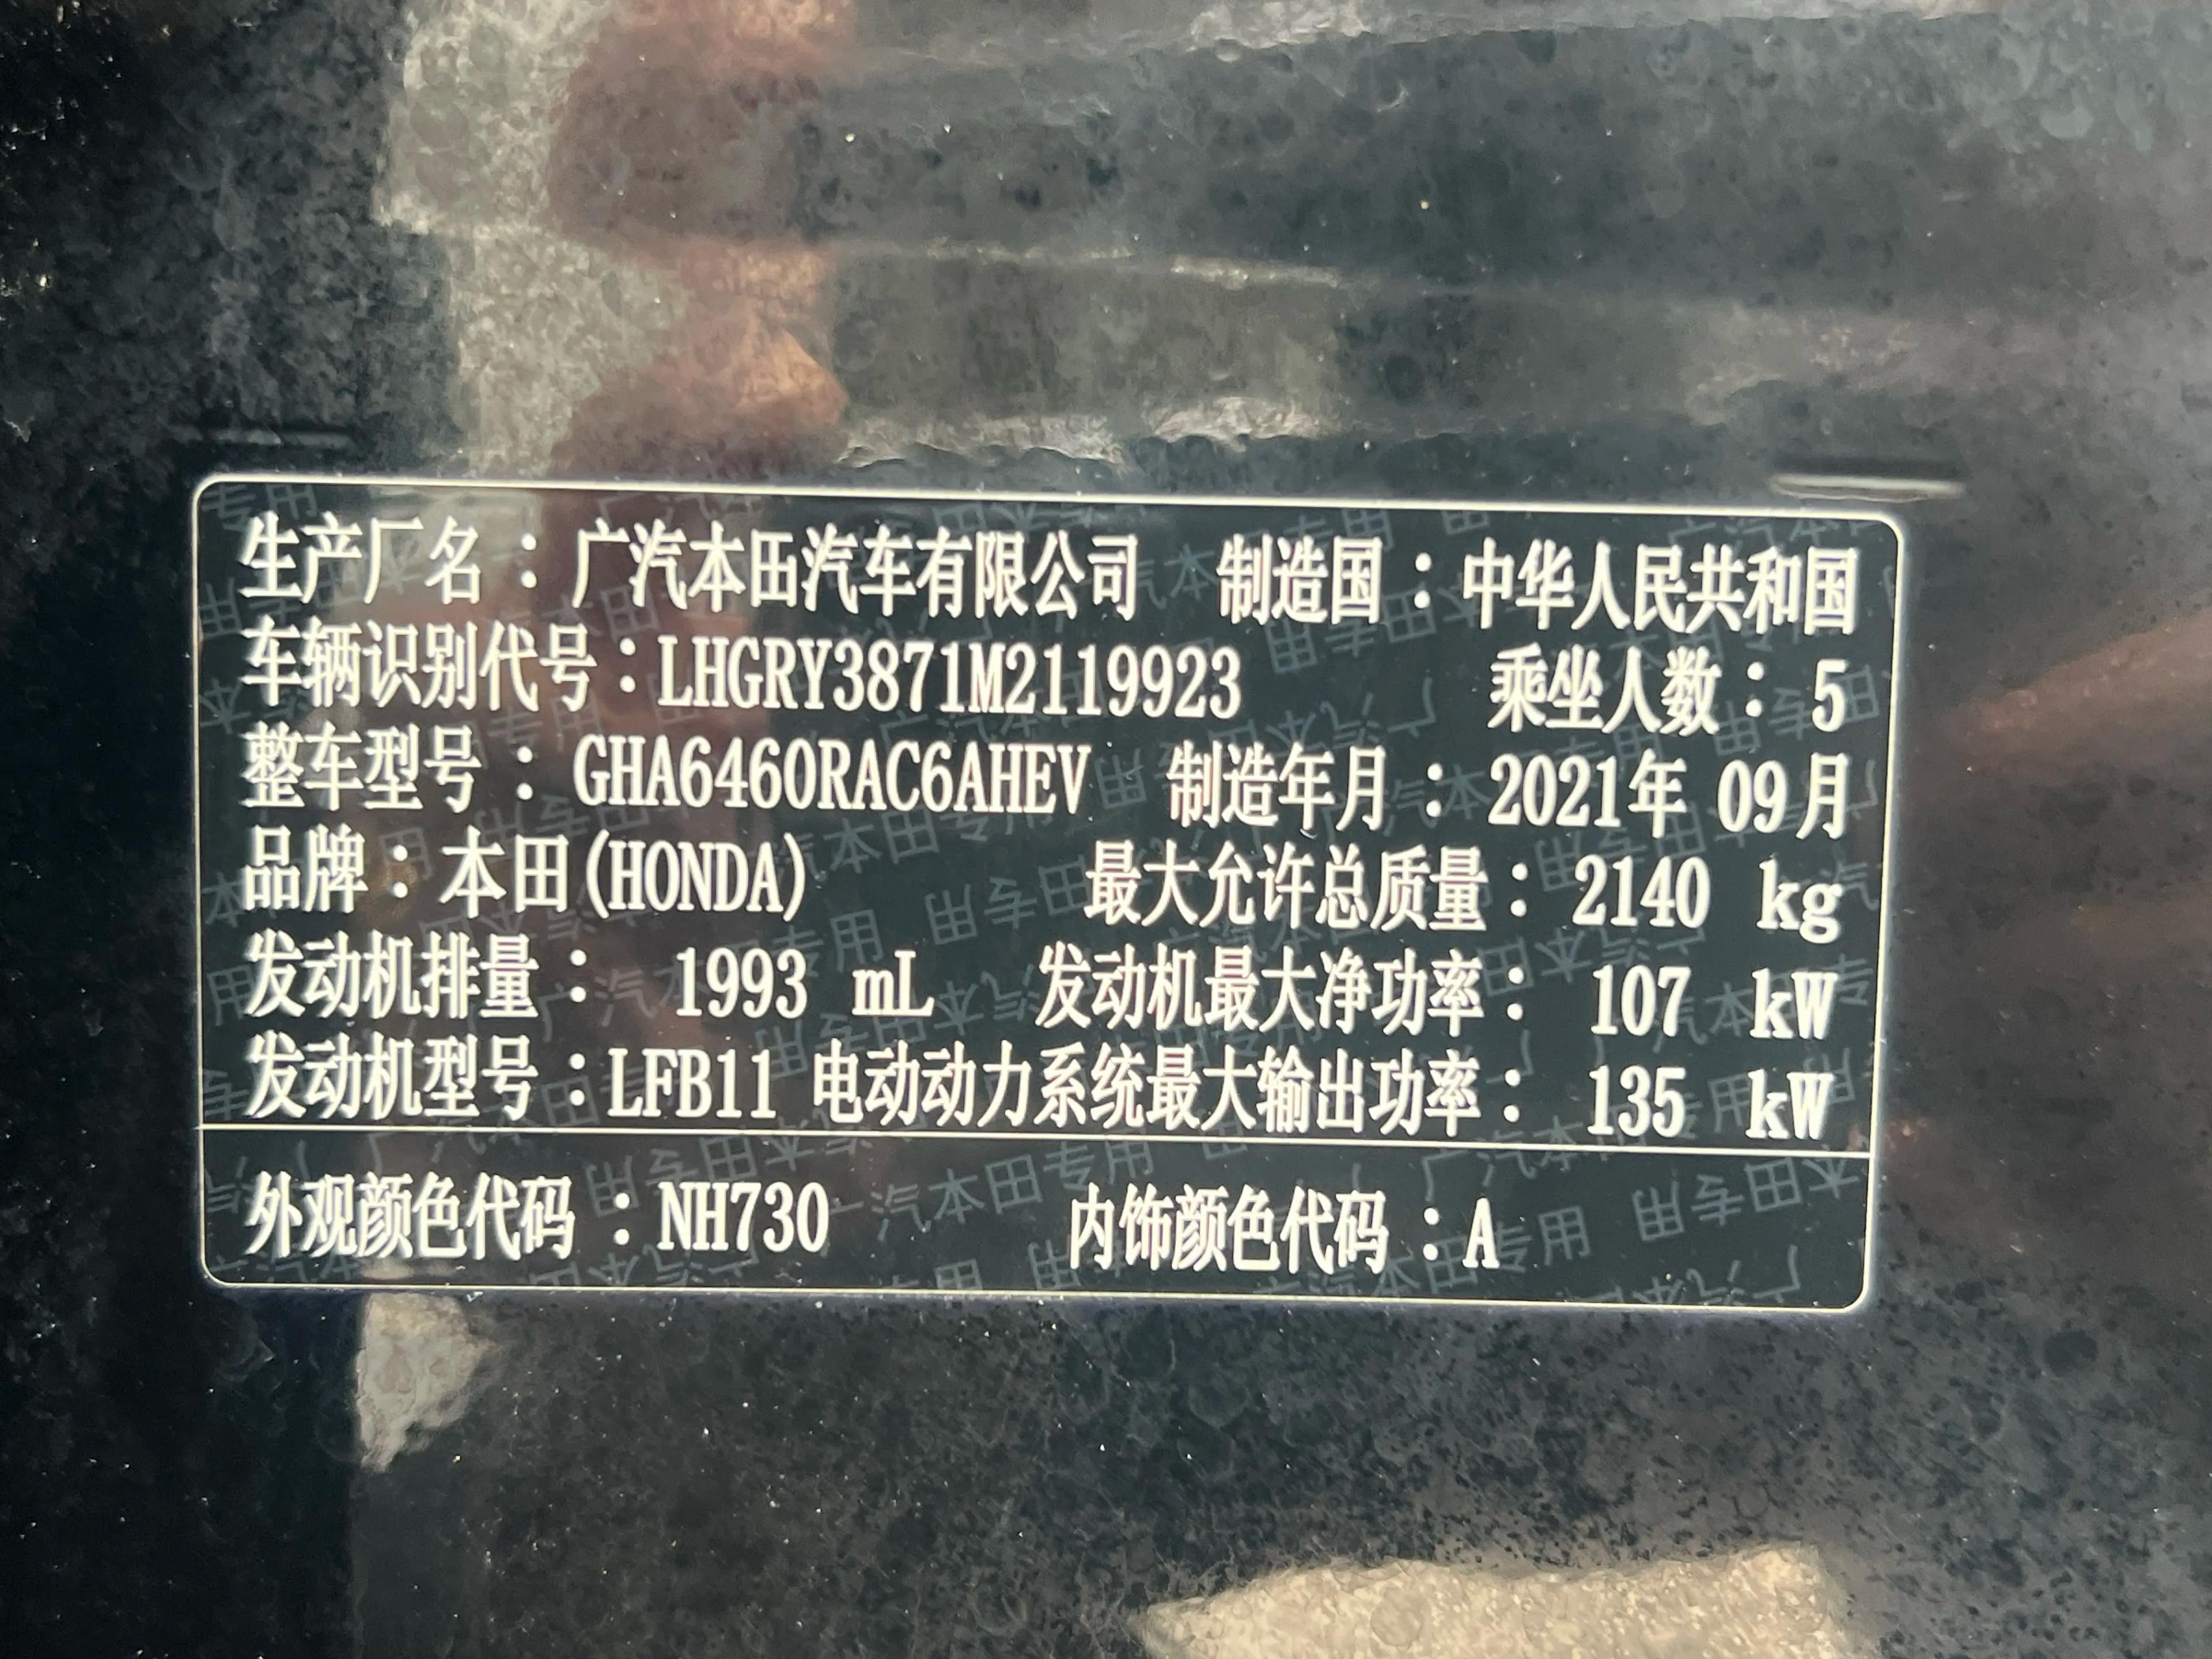 生产厂名：广汽本田汽车有限公司 制造国：中华人民共和国
车辆识别代号：LHGRY3871M2119923 乘坐人数：5
整车型号：GHA6460RAC6AHEV 制造年月：2021年 09月
品牌：本田(HONDA) 最大允许总质量：2140 kg
发动机排量： 1993 mL 发动机最大净功率： 107 kW
发动机型号：LFB11 电动动力系统最大输出功率： 135 kW
外观颜色代码：NH730 内饰颜色代码：A